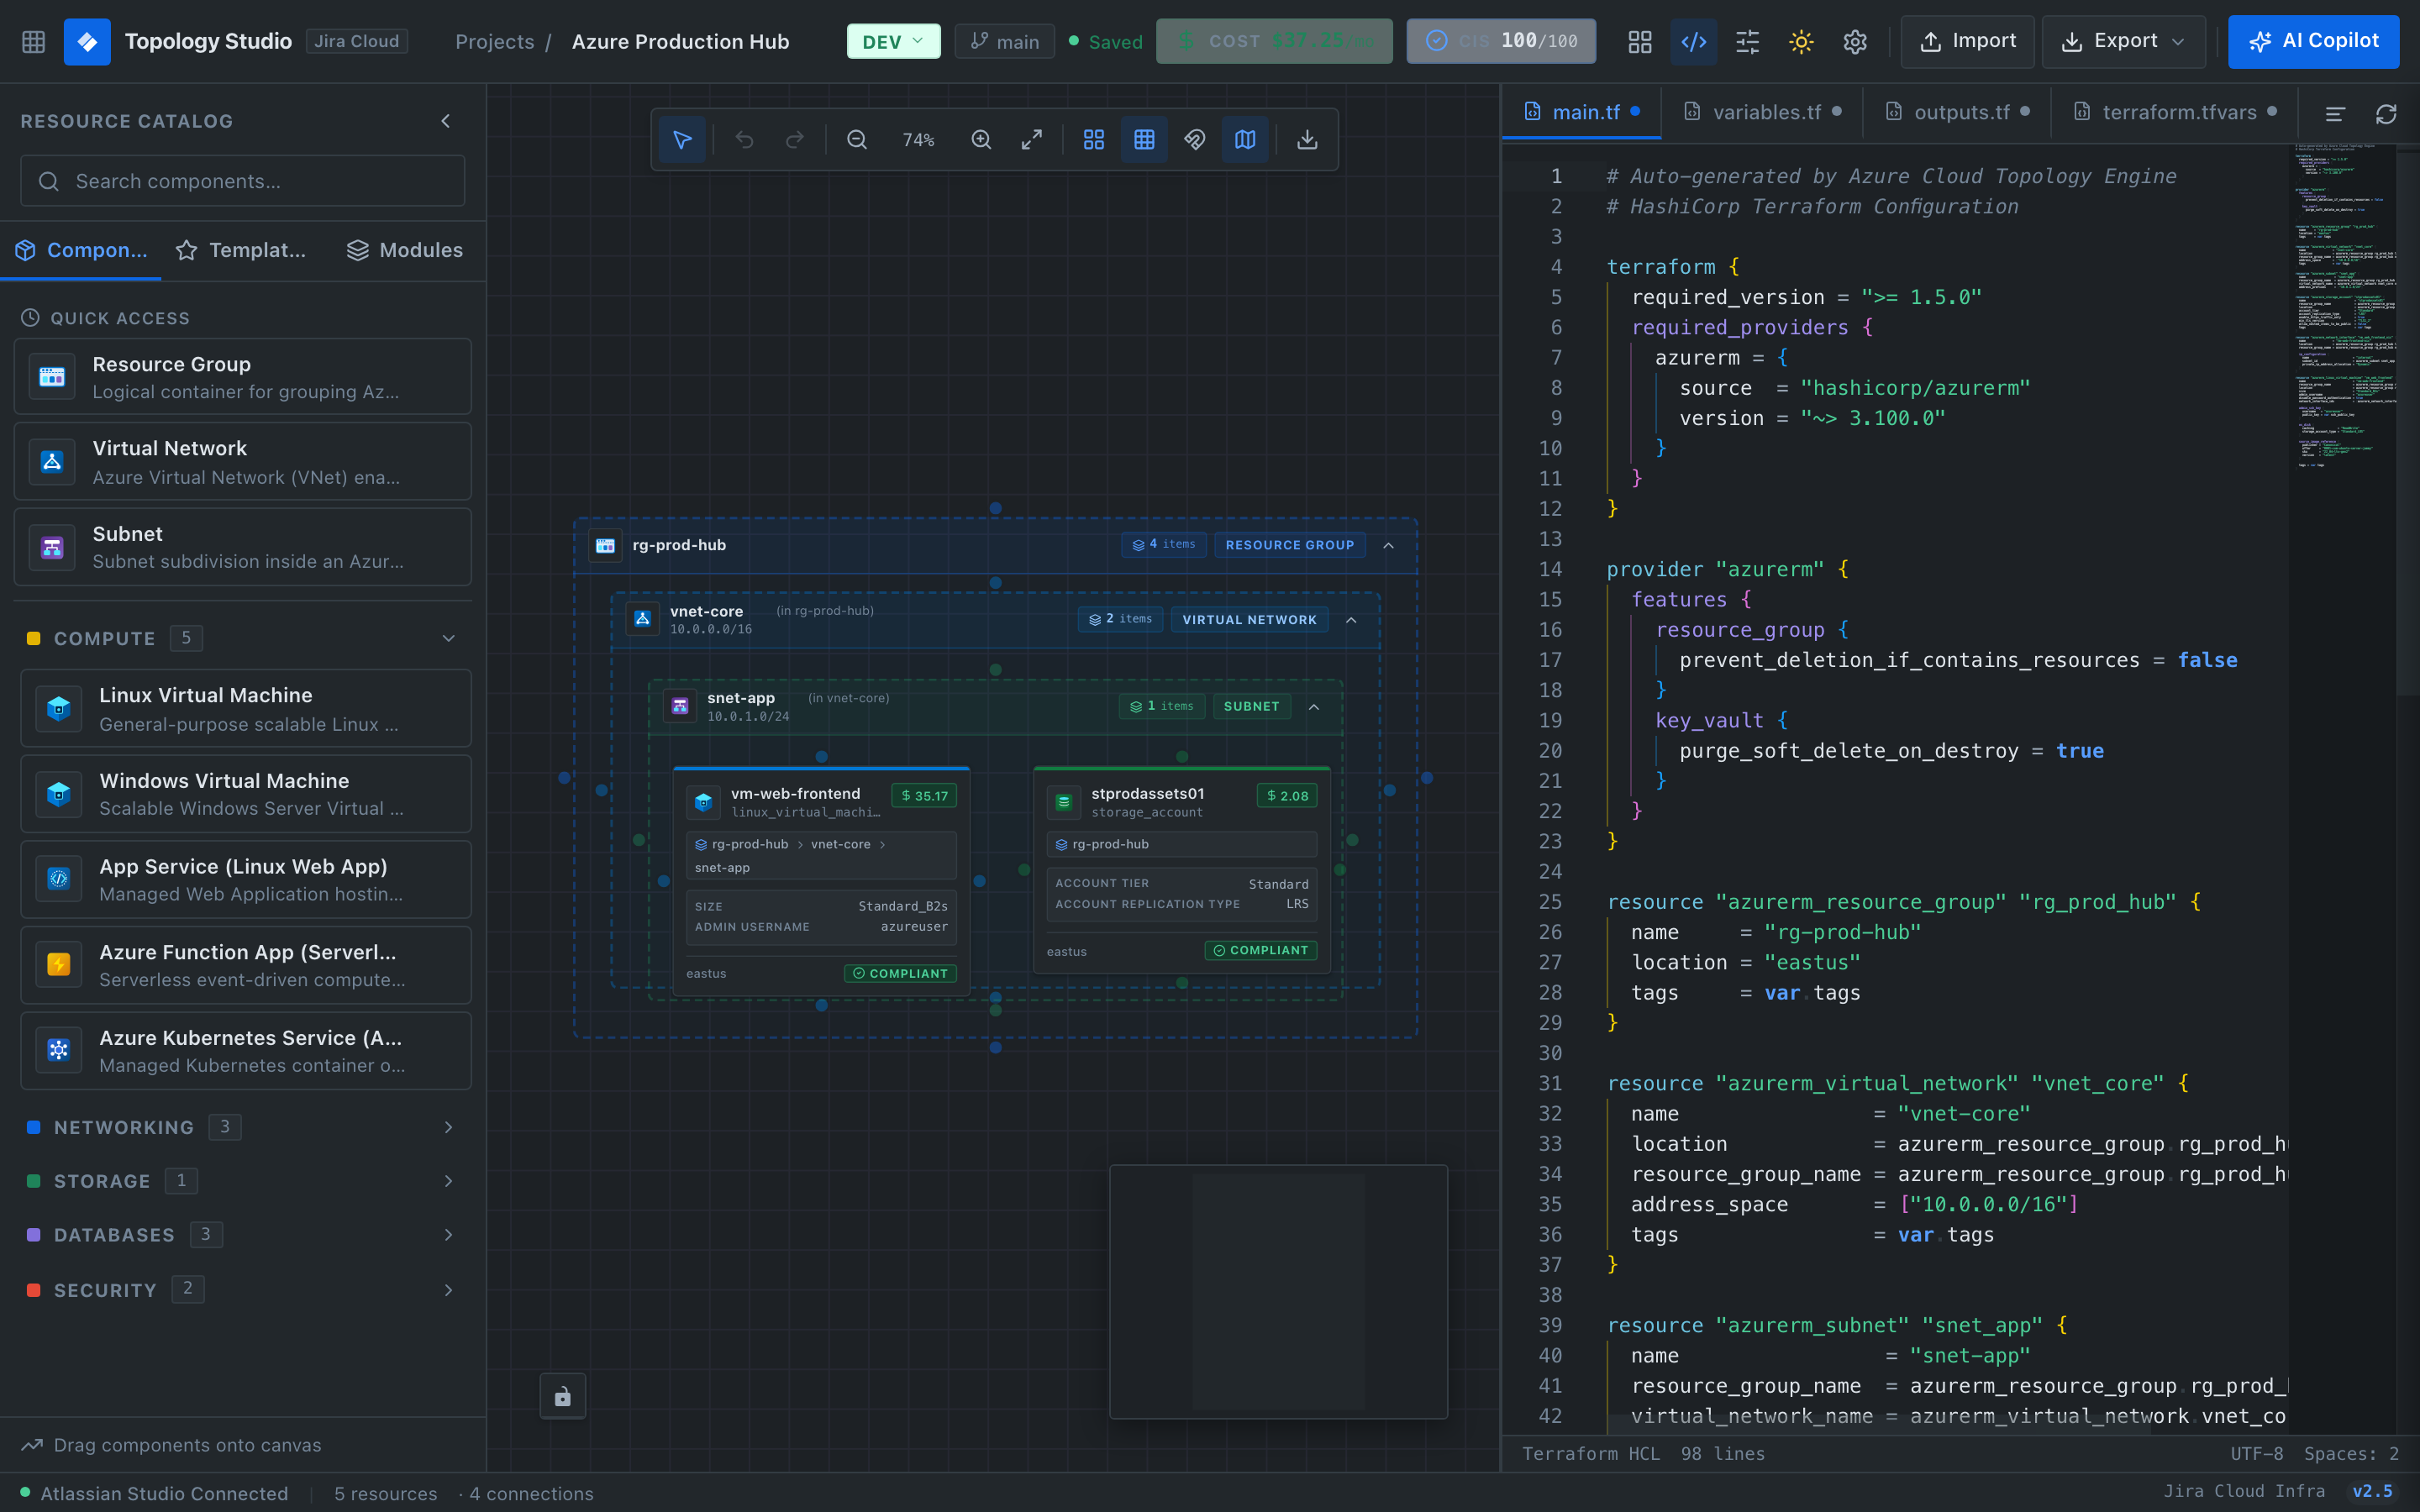 Topology Studio
Jira Cloud
Projects / Azure Production Hub
DEV
main
Saved
$ COST $37.25/mo
CIS 100/100
Import
Export
AI Copilot
RESOURCE CATALOG
Search components...
Compon...
Templat...
Modules
QUICK ACCESS
Resource Group
Logical container for grouping Az...
Virtual Network
Azure Virtual Network (VNet) ena...
Subnet
Subnet subdivision inside an Azur...
COMPUTE 5
Linux Virtual Machine
General-purpose scalable Linux ...
Windows Virtual Machine
Scalable Windows Server Virtual ...
App Service (Linux Web App)
Managed Web Application hostin...
Azure Function App (Serverl...
Serverless event-driven compute...
Azure Kubernetes Service (A...
Managed Kubernetes container o...
NETWORKING 3
STORAGE 1
DATABASES 3
SECURITY 2
Drag components onto canvas
74%
rg-prod-hub
4 items
RESOURCE GROUP
vnet-core (in rg-prod-hub)
10.0.0.0/16
2 items
VIRTUAL NETWORK
snet-app (in vnet-core)
10.0.1.0/24
1 items
SUBNET
vm-web-frontend
linux_virtual_machi...
$ 35.17
rg-prod-hub > vnet-core >
snet-app
SIZE Standard_B2s
ADMIN USERNAME azureuser
eastus
COMPLIANT
stprodassets01
storage_account
$ 2.08
rg-prod-hub
ACCOUNT TIER Standard
ACCOUNT REPLICATION TYPE LRS
eastus
COMPLIANT
main.tf
variables.tf
outputs.tf
terraform.tfvars
1 # Auto-generated by Azure Cloud Topology Engine
2 # HashiCorp Terraform Configuration
3
4 terraform {
5 required_version = ">= 1.5.0"
6 required_providers {
7 azurerm = {
8 source  = "hashicorp/azurerm"
9 version = "~> 3.100.0"
10 }
11 }
12 }
13
14 provider "azurerm" {
15 features {
16 resource_group {
17 prevent_deletion_if_contains_resources = false
18 }
19 key_vault {
20 purge_soft_delete_on_destroy = true
21 }
22 }
23 }
24
25 resource "azurerm_resource_group" "rg_prod_hub" {
26 name     = "rg-prod-hub"
27 location = "eastus"
28 tags     = var.tags
29 }
30
31 resource "azurerm_virtual_network" "vnet_core" {
32 name                = "vnet-core"
33 location            = azurerm_resource_group.rg_prod_h
34 resource_group_name = azurerm_resource_group.rg_prod_h
35 address_space       = ["10.0.0.0/16"]
36 tags                = var.tags
37 }
38
39 resource "azurerm_subnet" "snet_app" {
40 name                 = "snet-app"
41 resource_group_name  = azurerm_resource_group.rg_prod_
42 virtual_network_name = azurerm_virtual_network.vnet_co
Terraform HCL 98 lines
UTF-8 Spaces: 2
Atlassian Studio Connected
5 resources · 4 connections
Jira Cloud Infra v2.5